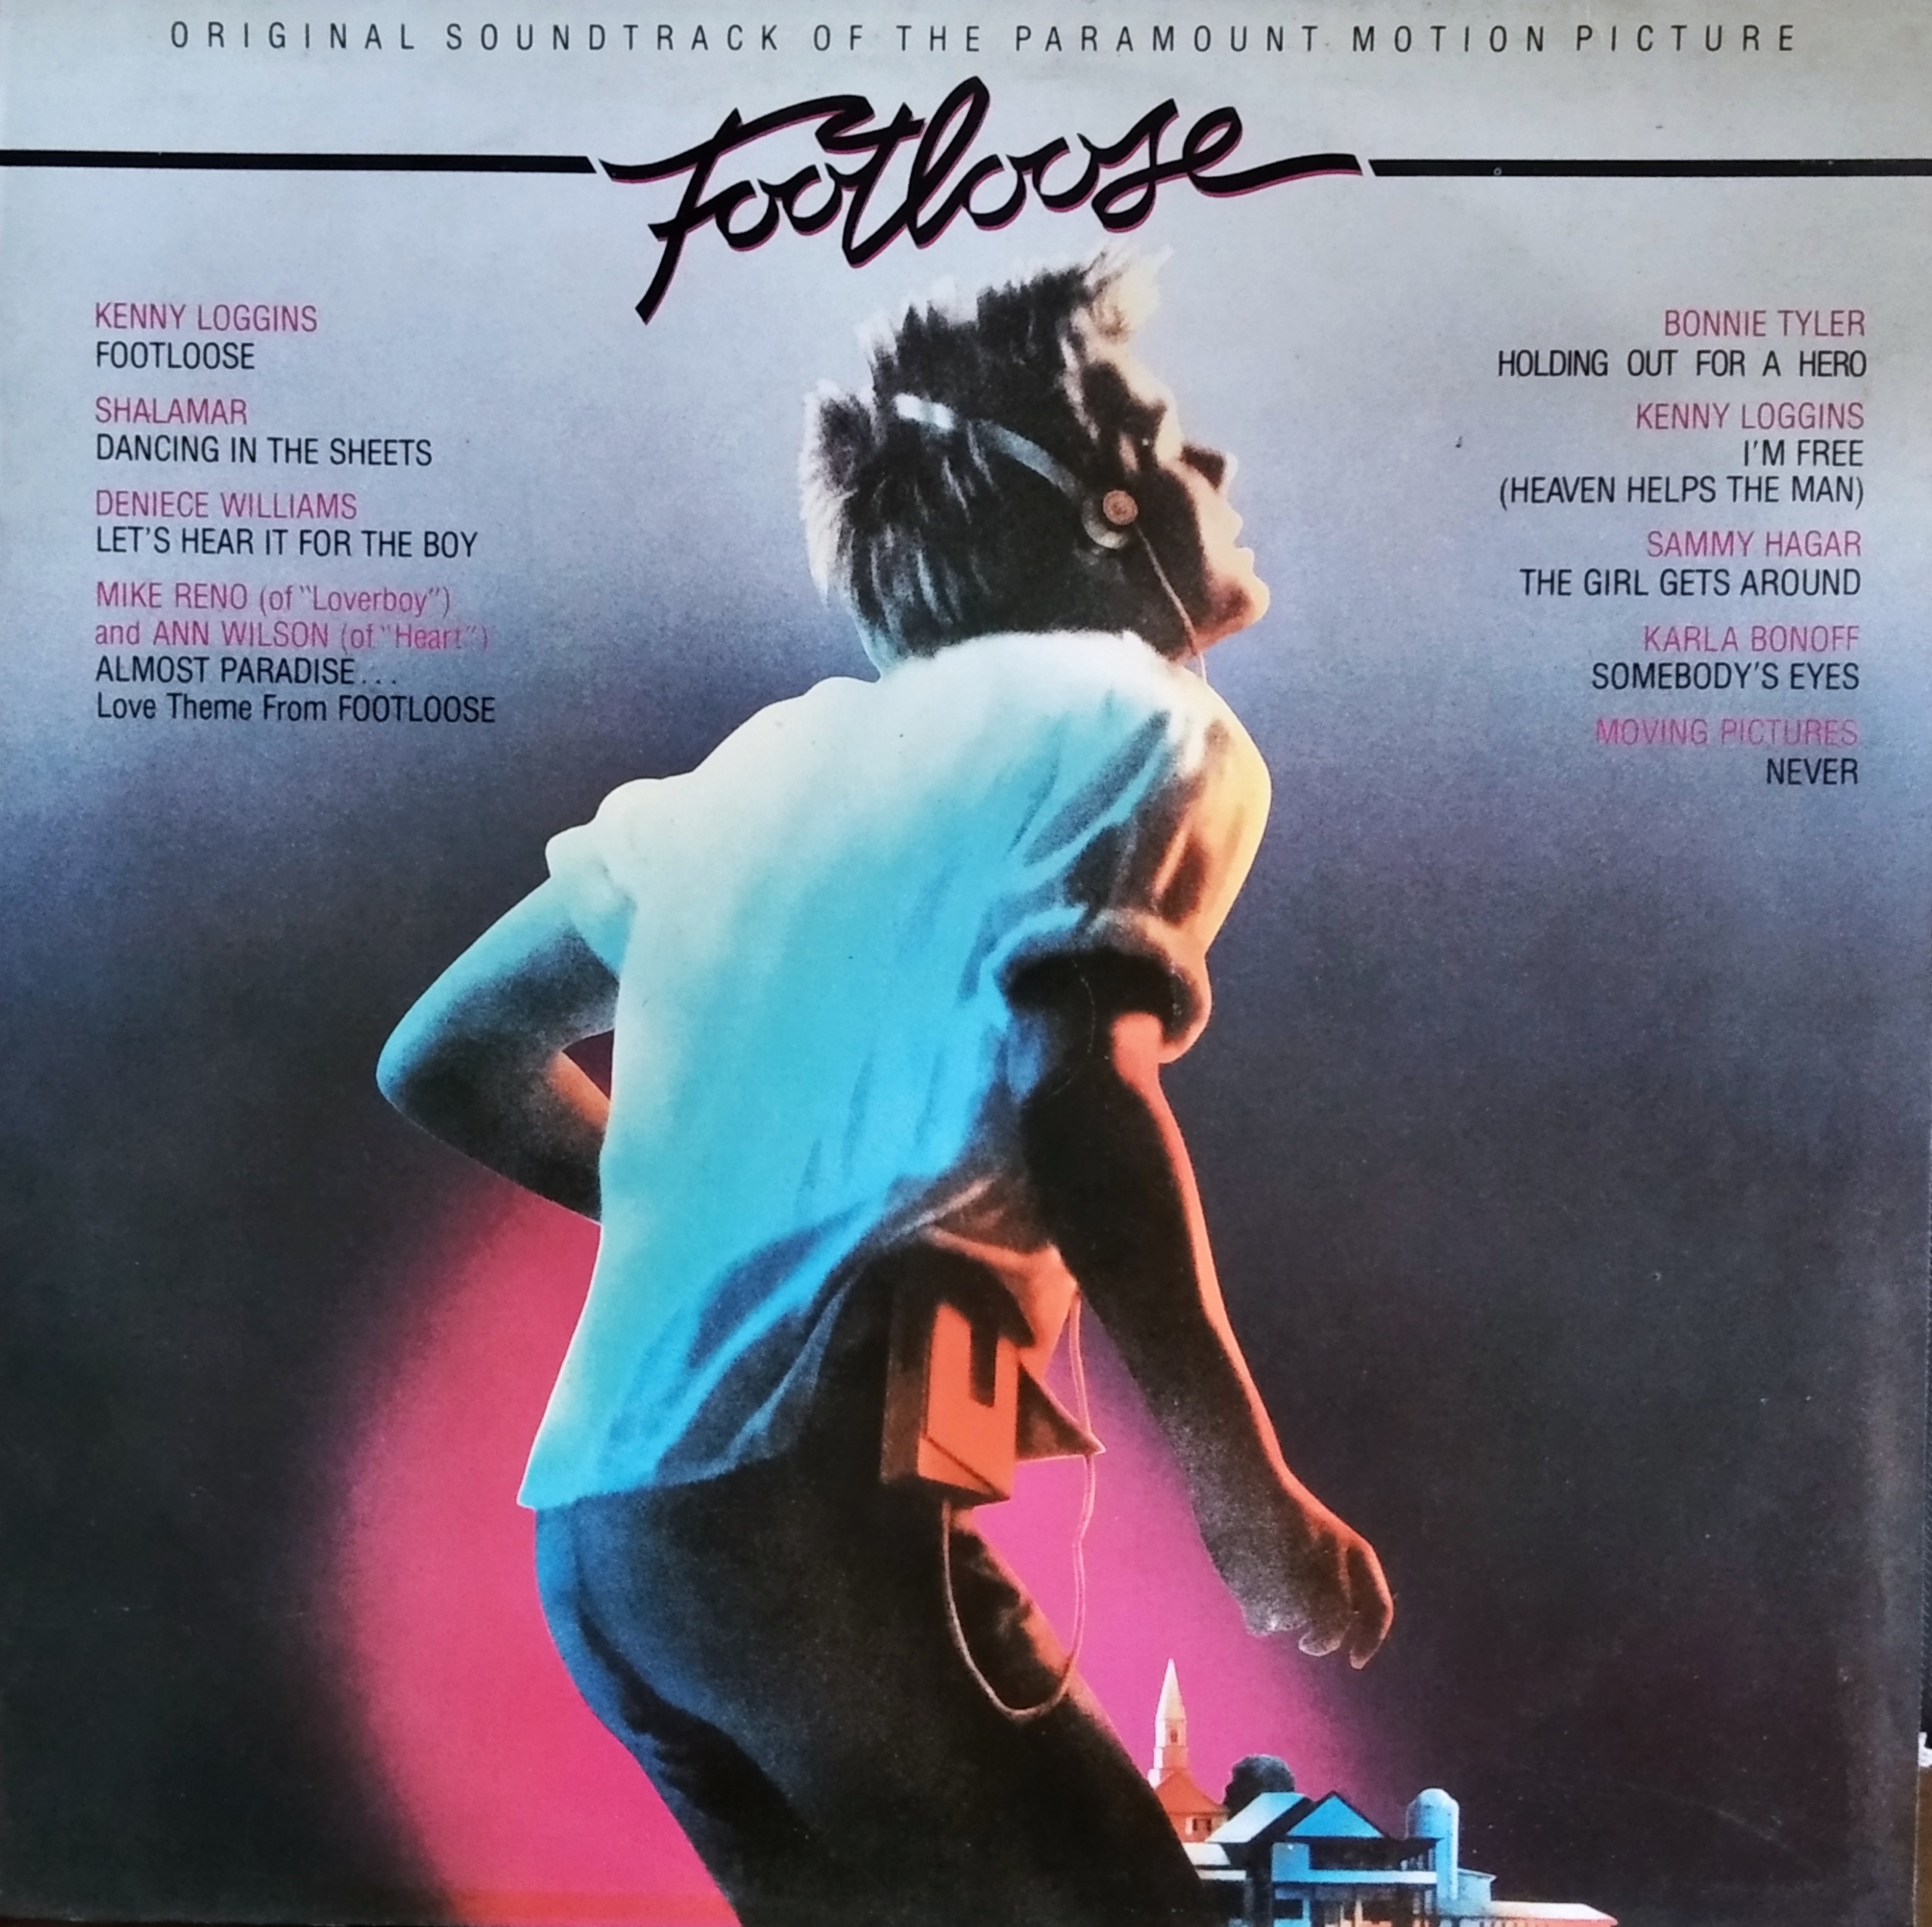 ORIGINAL SOUNDTRACK OF THE PARAMOUNT MOTION PICTURE
Footloose
KENNY LOGGINS
FOOTLOOSE
SHALAMAR
DANCING IN THE SHEETS
DENIECE WILLIAMS
LET'S HEAR IT FOR THE BOY
MIKE RENO (of "Loverboy")
and ANN WILSON (of "Heart")
ALMOST PARADISE...
Love Theme From FOOTLOOSE
BONNIE TYLER
HOLDING OUT FOR A HERO
KENNY LOGGINS
I'M FREE
(HEAVEN HELPS THE MAN)
SAMMY HAGAR
THE GIRL GETS AROUND
KARLA BONOFF
SOMEBODY'S EYES
MOVING PICTURES
NEVER